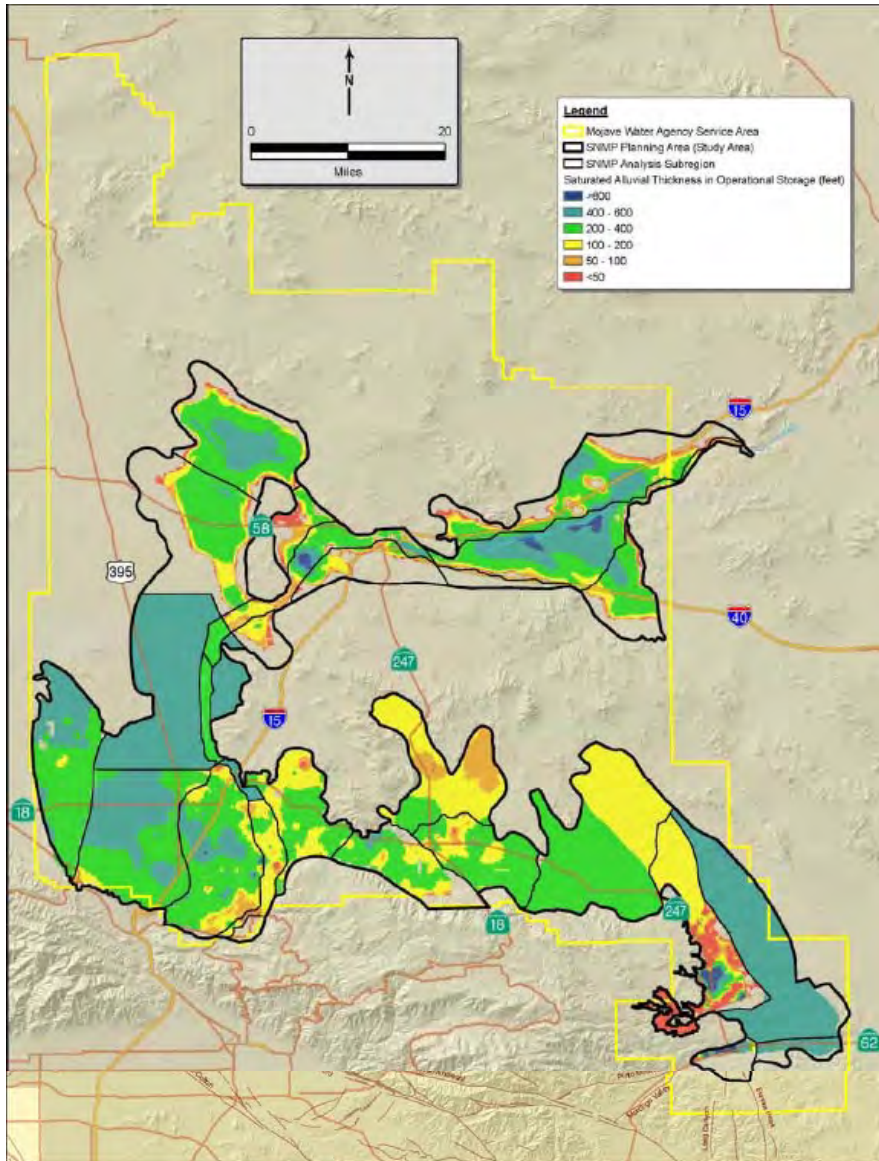 N
0
20
Miles
Legend
Mojave Water Agency Service Area
SNMP Planning Area (Study Area)
SNMP Analysis Subregion
Saturated Alluvial Thickness in Operational Storage (feet)
>600
400 - 600
200 - 400
100 - 200
50 - 100
<50
15
58
395
40
247
15
18
247
18
62